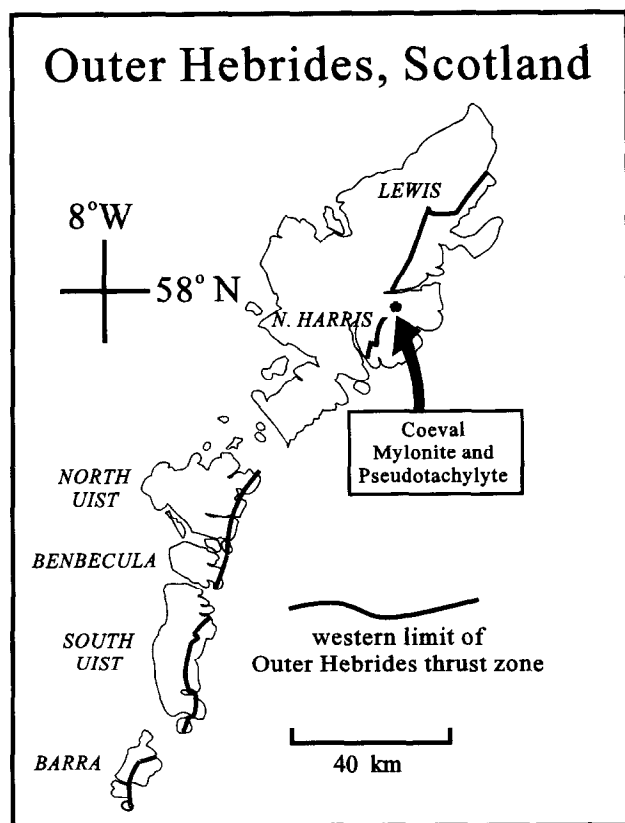 Outer Hebrides, Scotland
LEWIS
8°W
58° N
N. HARRIS
Coeval
Mylonite and
Pseudotachylyte
NORTH
UIST
BENBECULA
SOUTH
UIST
western limit of
Outer Hebrides thrust zone
BARRA
40 km